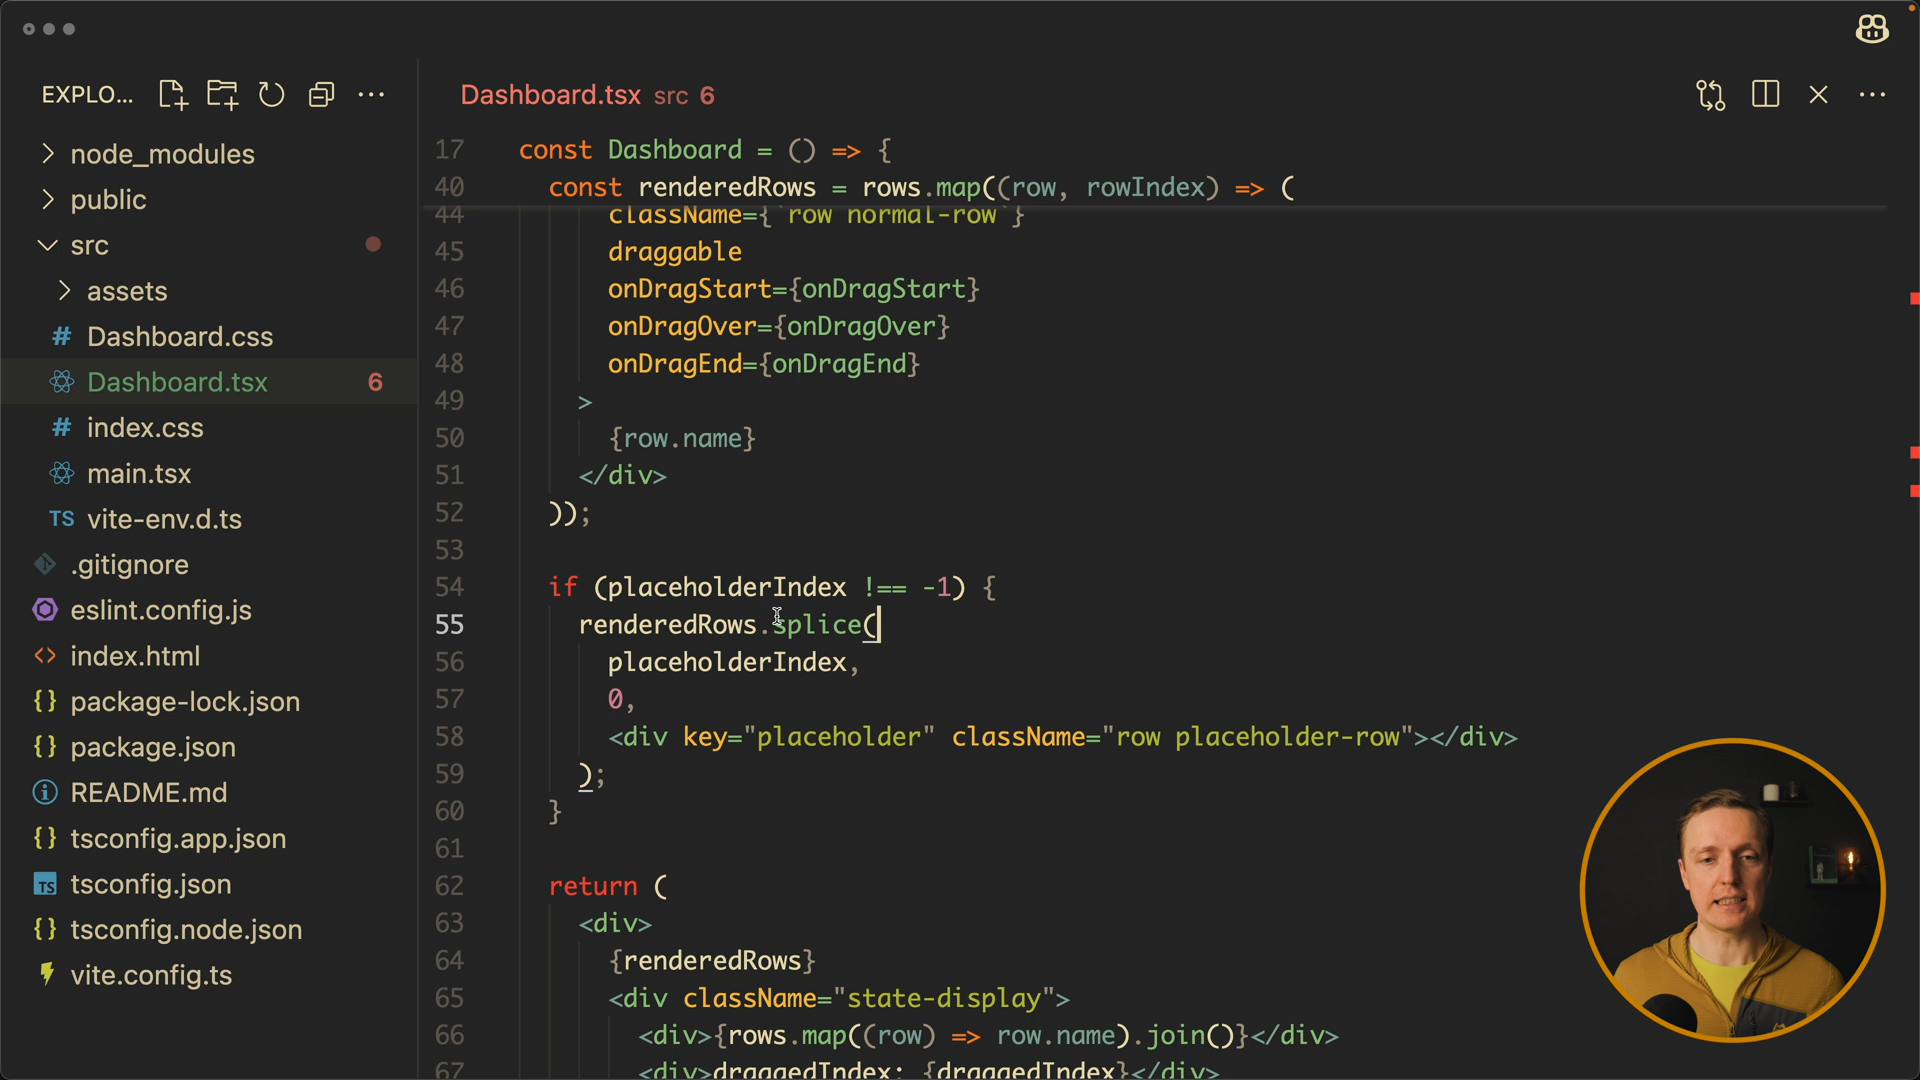 EXPLO...
node_modules
public
src
assets
# Dashboard.css
Dashboard.tsx 6
# index.css
main.tsx
TS vite-env.d.ts
.gitignore
eslint.config.js
<> index.html
{} package-lock.json
{} package.json
README.md
{} tsconfig.app.json
TS tsconfig.json
{} tsconfig.node.json
vite.config.ts
Dashboard.tsx src 6
17 const Dashboard = () => {
40 const renderedRows = rows.map((row, rowIndex) => (
44 className={`row normal-row`}
45 draggable
46 onDragStart={onDragStart}
47 onDragOver={onDragOver}
48 onDragEnd={onDragEnd}
49 >
50 {row.name}
51 </div>
52 ));
53
54 if (placeholderIndex !== -1) {
55 renderedRows.splice(
56 placeholderIndex,
57 0,
58 <div key="placeholder" className="row placeholder-row"></div>
59 );
60 }
61
62 return (
63 <div>
64 {renderedRows}
65 <div className="state-display">
66 <div>{rows.map((row) => row.name).join()}</div>
67 <div>draggedIndex: {draggedIndex}</div>